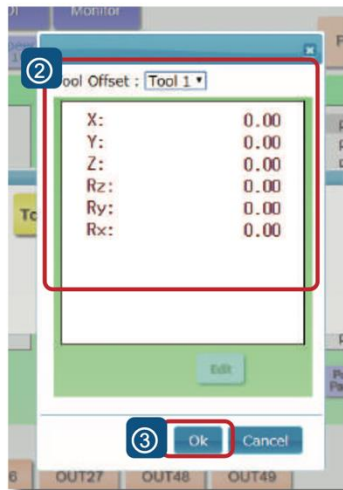 Monitor
②
ool Offset : Tool 1
X: 0.00
Y: 0.00
Z: 0.00
Rz: 0.00
Ry: 0.00
Rx: 0.00
Edit
③
Ok Cancel
OUT27 OUT48 OUT49